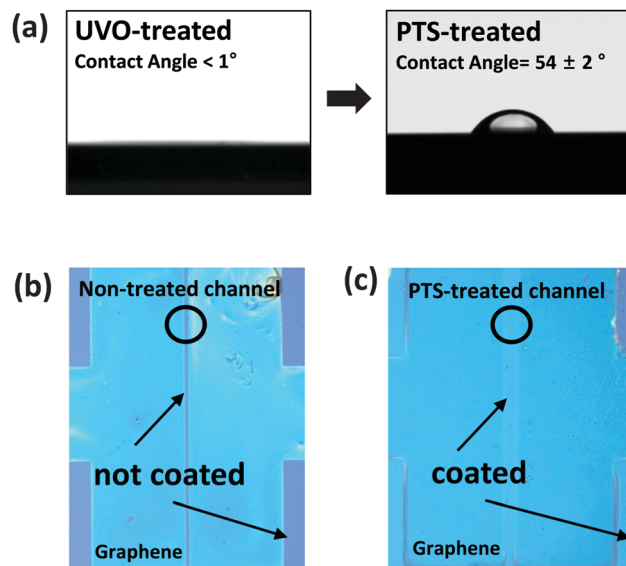 (a)
UVO-treated
Contact Angle < 1°
PTS-treated
Contact Angle= 54 ± 2 °
(b)
Non-treated channel
not coated
Graphene
(c)
PTS-treated channel
coated
Graphene